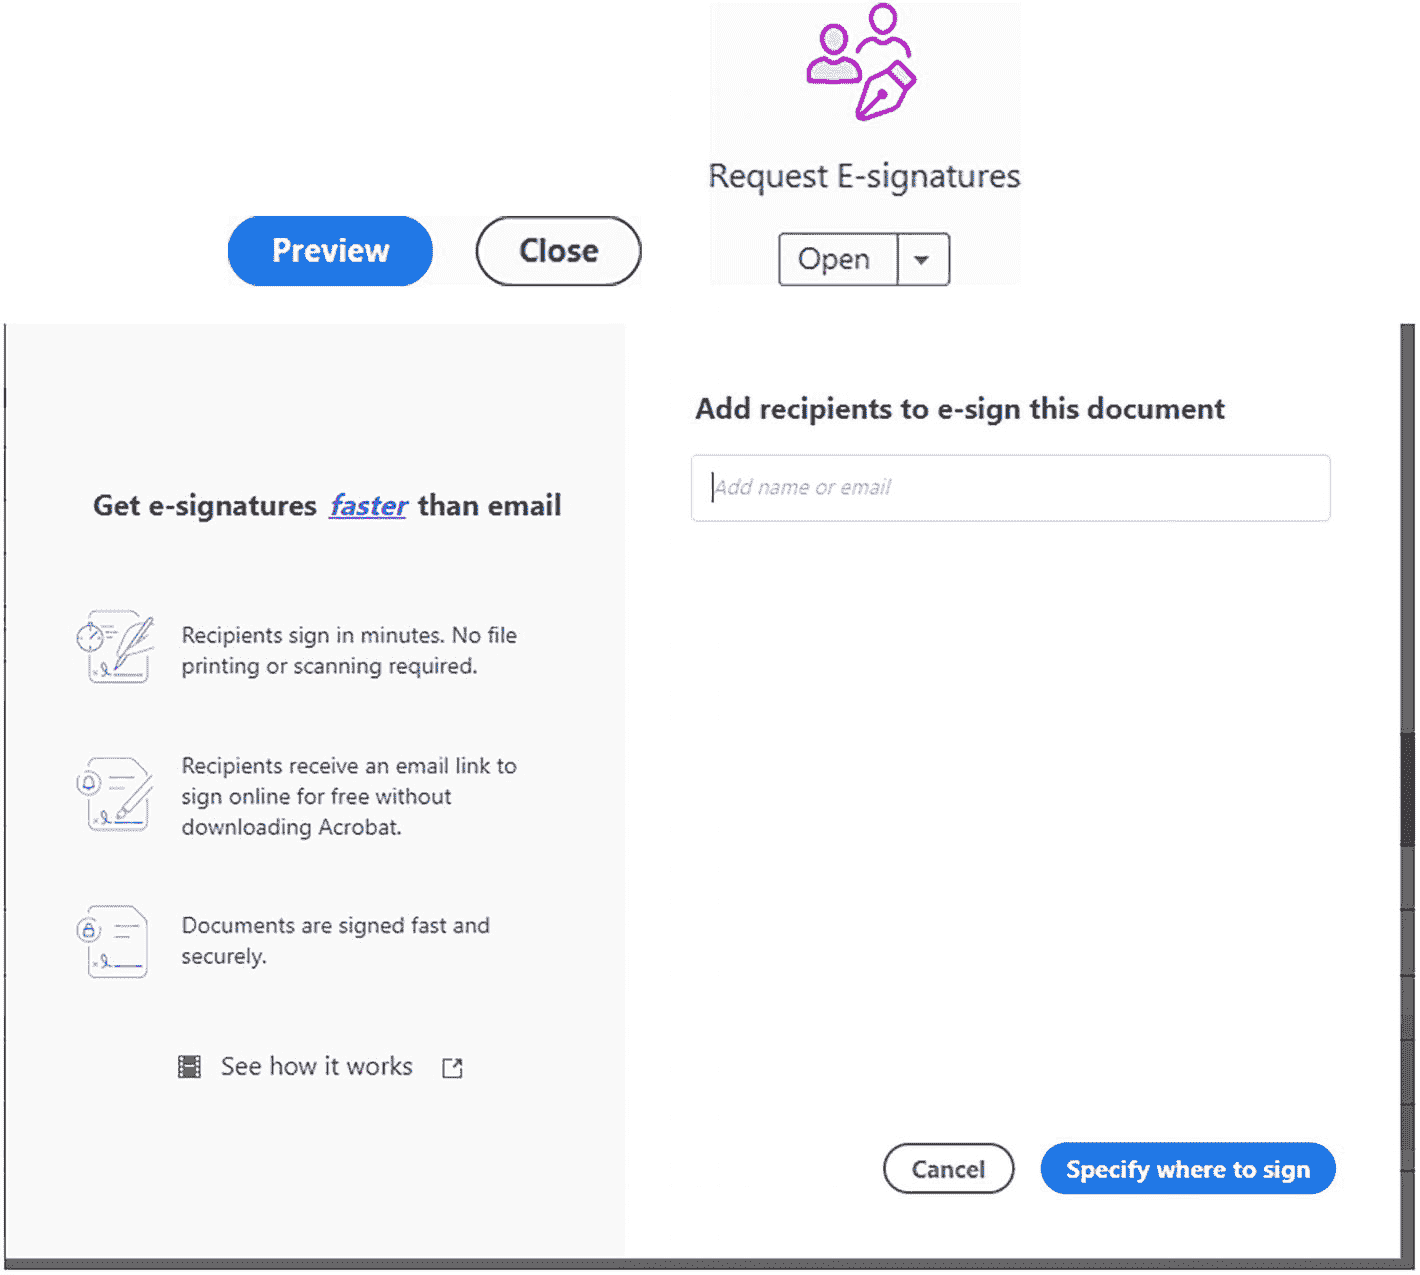 Request E-signatures
Preview
Close
Open
Get e-signatures faster than email
Recipients sign in minutes. No file
printing or scanning required.
Recipients receive an email link to
sign online for free without
downloading Acrobat.
Documents are signed fast and
securely.
See how it works
Add recipients to e-sign this document
Add name or email
Cancel
Specify where to sign